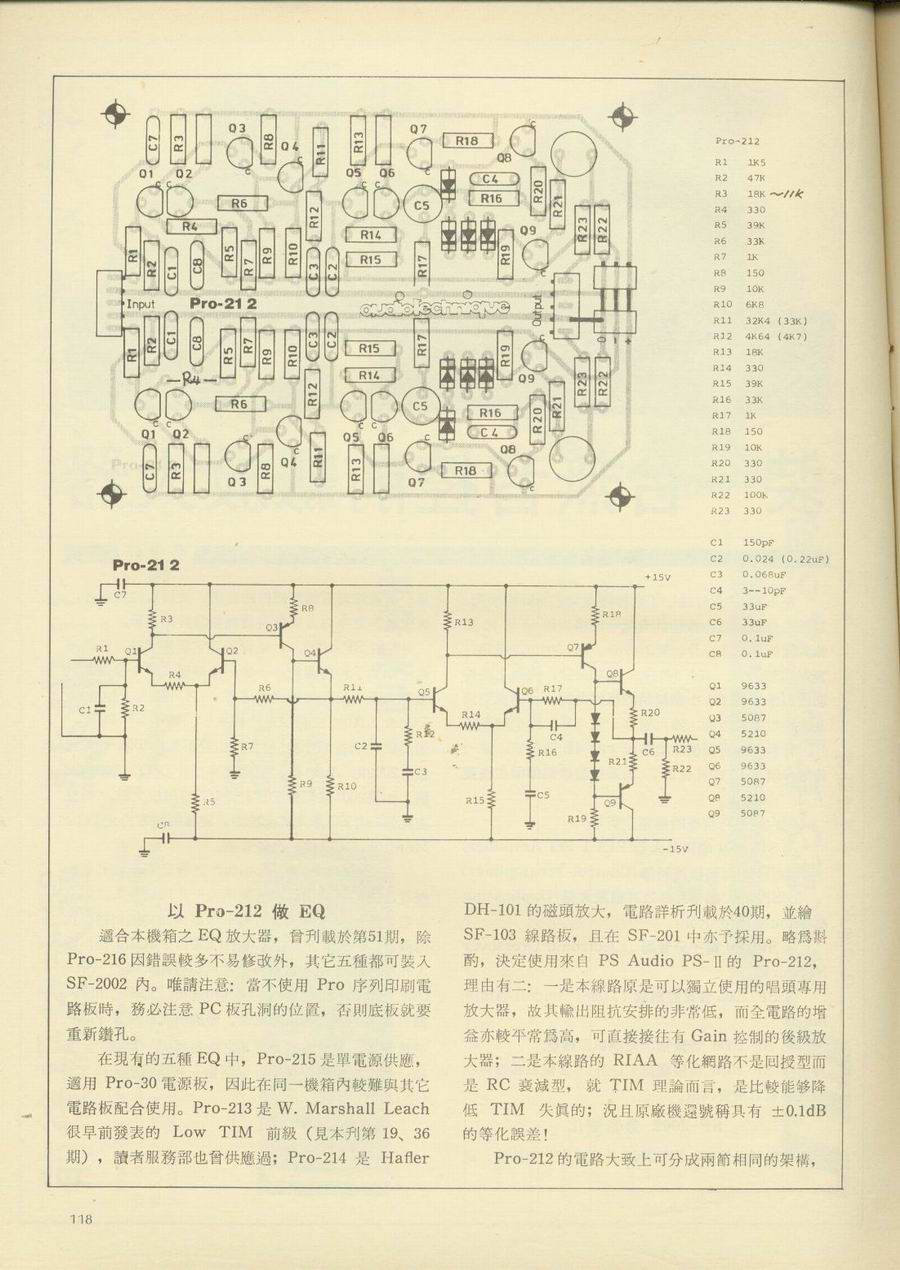 C7
R3
Q3
R8
Q4
R11
R13
Q7
R18
Q8
Q1
Q2
Q5
Q6
C4
R6
R12
C5
R16
R20
R21
R4
R14
Q9
R23
R22
R1
R2
C1
C8
R5
R7
R9
R10
C3
C2
R15
R17
R19
Input
Pro-212
audiotechnique
Output
0 - +
R1
R2
C1
C8
R5
R7
R9
R10
C3
C2
R15
R17
R19
R4
R14
Q9
R23
R22
R6
R12
C5
R16
R20
R21
Q1
Q2
Q5
Q6
C4
C7
R3
Q3
R8
Q4
R11
R13
Q7
R18
Q8
Pro-212
R1 1K5
R2 47K
R3 18K ~11K
R4 330
R5 39K
R6 33K
R7 1K
R8 150
R9 10K
R10 6K8
R11 32K4 (33K)
R12 4K64 (4K7)
R13 18K
R14 330
R15 39K
R16 33K
R17 1K
R18 150
R19 10K
R20 330
R21 330
R22 100K
R23 330
C1 150pF
C2 0.024 (0.22uF)
C3 0.068uF
C4 3--10pF
C5 33uF
C6 33uF
C7 0.1uF
C8 0.1uF
Q1 9633
Q2 9633
Q3 5087
Q4 5210
Q5 9633
Q6 9633
Q7 5087
Q8 5210
Q9 5087
Pro-212
+15V
C7
R3
R8
Q3
R13
R18
Q7
R1
Q1
Q2
Q4
Q8
R4
R6
R11
Q5
Q6
R17
C1
R2
R14
C4
R20
R12
R7
C2
R16
C6
R23
R21
R22
C3
R9
R10
R5
R15
C5
Q9
R19
C8
-15V
以 Pro-212 做 EQ
適合本機箱之 EQ 放大器，曾刋載於第51期，除
Pro-216 因錯誤較多不易修改外，其它五種都可裝入
SF-2002 內。唯請注意：當不使用 Pro 序列印刷電
路板時，務必注意 PC 板孔洞的位置，否則底板就要
重新鑽孔。
在現有的五種 EQ 中，Pro-215 是單電源供應，
適用 Pro-30 電源板，因此在同一機箱內較難與其它
電路板配合使用。Pro-213 是 W. Marshall Leach
很早前發表的 Low TIM 前級（見本刋第 19、36
期），讀者服務部也曾供應過；Pro-214 是 Hafler
DH-101 的磁頭放大，電路詳析刋載於40期，並繪
SF-103 線路板，且在 SF-201 中亦予採用。略爲斟
酌，決定使用來自 PS Audio PS-Ⅱ的 Pro-212，
理由有二：一是本線路原是可以獨立使用的唱頭專用
放大器，故其輸出阻抗安排的非常低，而全電路的增
益亦較平常爲高，可直接接往有 Gain 控制的後級放
大器；二是本線路的 RIAA 等化網路不是回授型而
是 RC 衰減型，就 TIM 理論而言，是比較能够降
低 TIM 失眞的；況且原廠機還號稱具有 ±0.1dB
的等化誤差！
Pro-212 的電路大致上可分成兩節相同的架構，
118